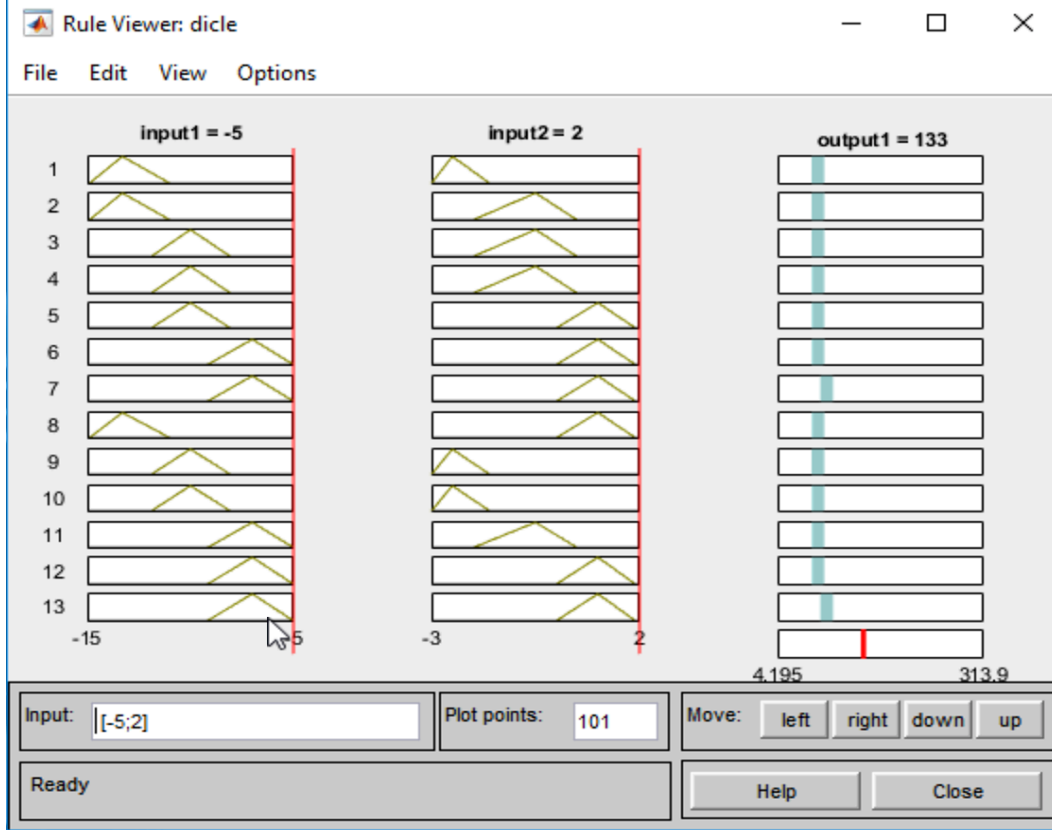 Rule Viewer: dicle
File Edit View Options
input1 = -5 input2 = 2 output1 = 133
1
2
3
4
5
6
7
8
9
10
11
12
13
-15 -5 -3 2
4.195 313.9
Input: [-5;2] Plot points: 101 Move: left right down up
Ready Help Close